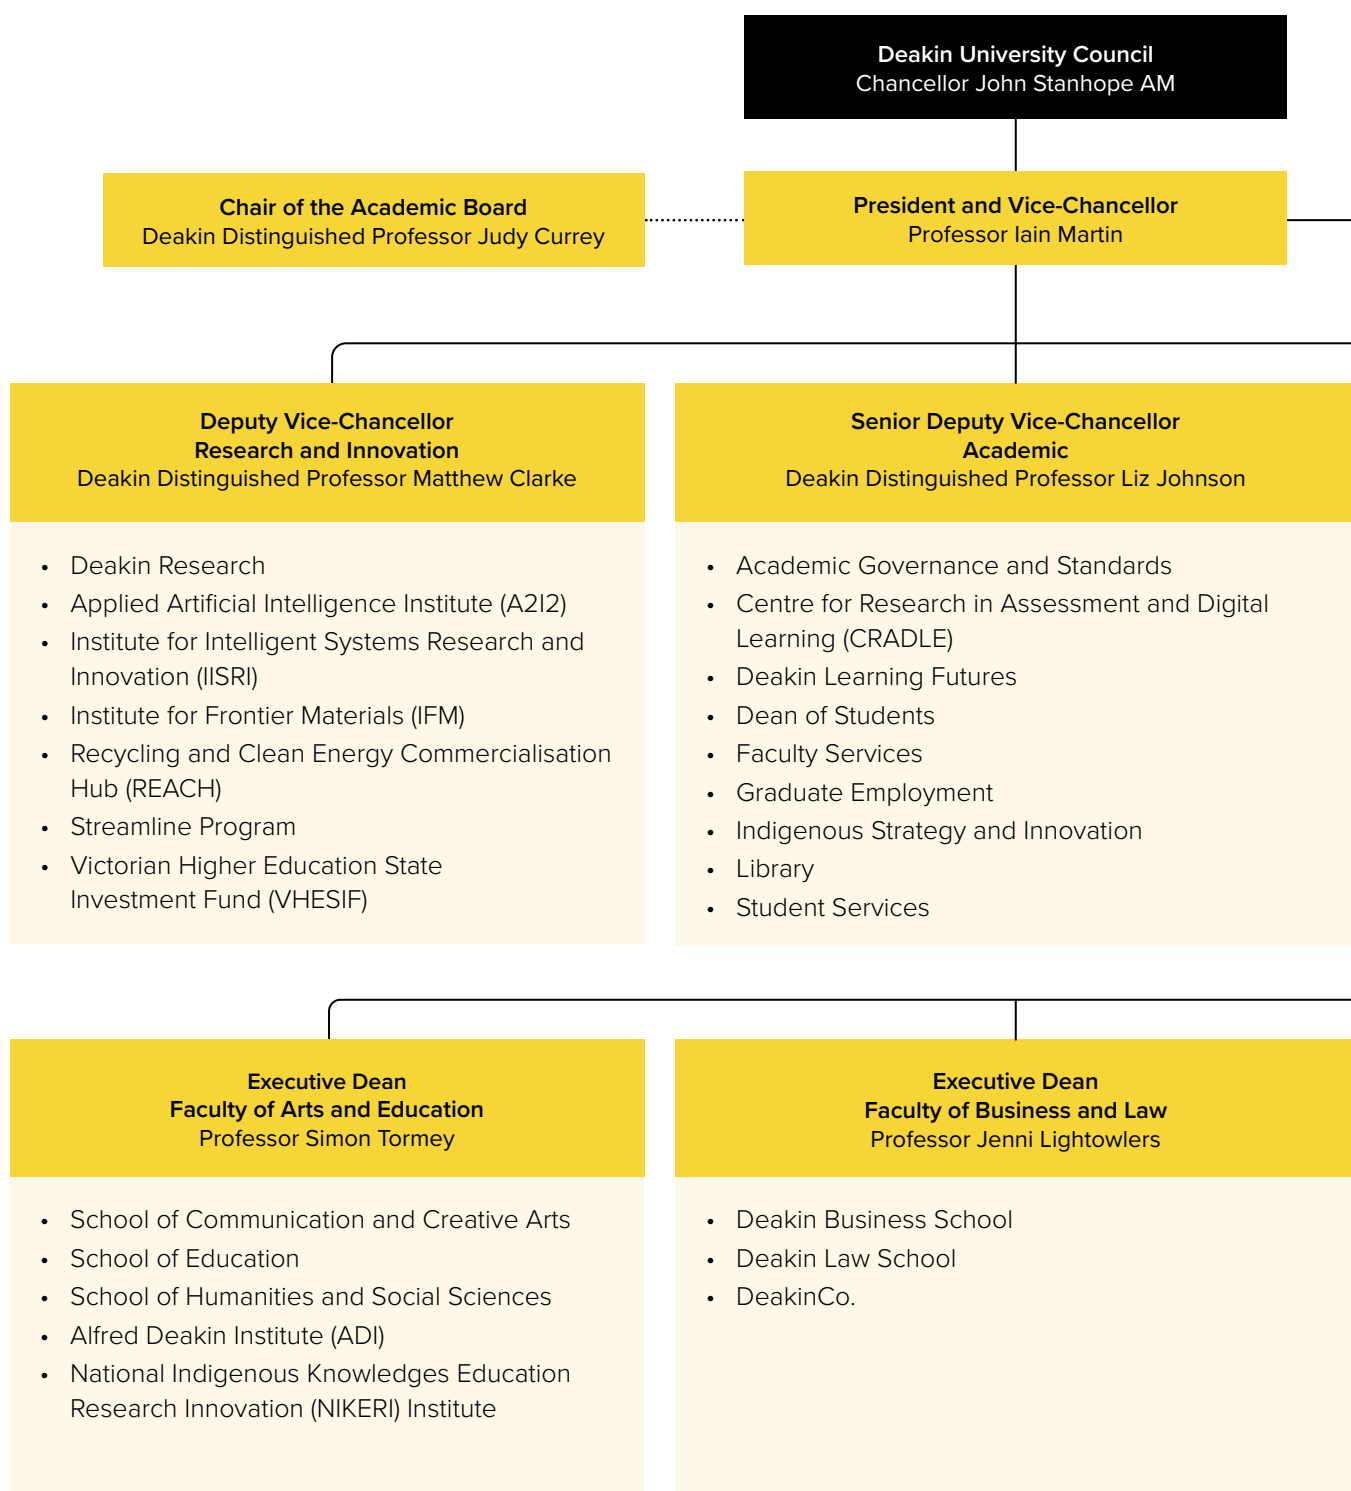 Deakin University Council
Chancellor John Stanhope AM
Chair of the Academic Board
Deakin Distinguished Professor Judy Currey
President and Vice-Chancellor
Professor Iain Martin
Deputy Vice-Chancellor
Research and Innovation
Deakin Distinguished Professor Matthew Clarke
• Deakin Research
• Applied Artificial Intelligence Institute (A2I2)
• Institute for Intelligent Systems Research and
Innovation (IISRI)
• Institute for Frontier Materials (IFM)
• Recycling and Clean Energy Commercialisation
Hub (REACH)
• Streamline Program
• Victorian Higher Education State
Investment Fund (VHESIF)
Senior Deputy Vice-Chancellor
Academic
Deakin Distinguished Professor Liz Johnson
• Academic Governance and Standards
• Centre for Research in Assessment and Digital
Learning (CRADLE)
• Deakin Learning Futures
• Dean of Students
• Faculty Services
• Graduate Employment
• Indigenous Strategy and Innovation
• Library
• Student Services
Executive Dean
Faculty of Arts and Education
Professor Simon Tormey
• School of Communication and Creative Arts
• School of Education
• School of Humanities and Social Sciences
• Alfred Deakin Institute (ADI)
• National Indigenous Knowledges Education
Research Innovation (NIKERI) Institute
Executive Dean
Faculty of Business and Law
Professor Jenni Lightowlers
• Deakin Business School
• Deakin Law School
• DeakinCo.